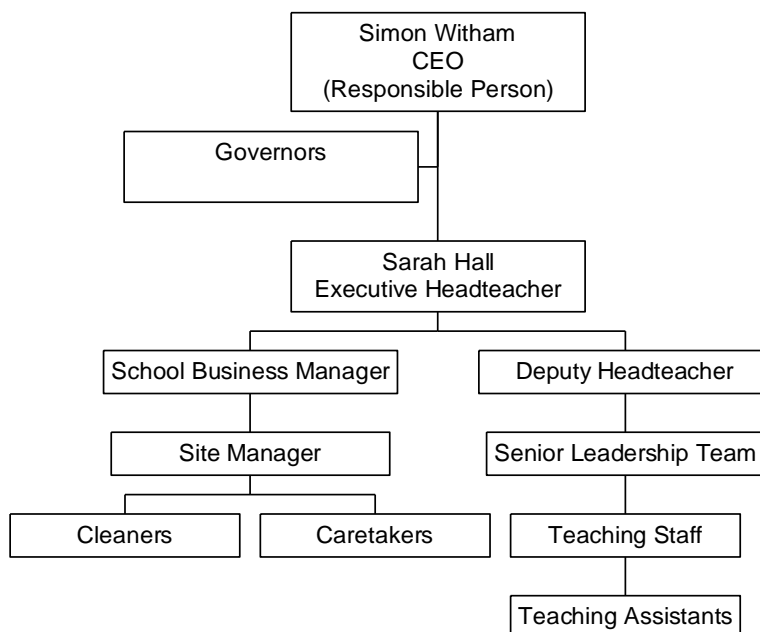 Simon Witham
CEO
(Responsible Person)
Governors
Sarah Hall
Executive Headteacher
School Business Manager
Deputy Headteacher
Site Manager
Senior Leadership Team
Cleaners
Caretakers
Teaching Staff
Teaching Assistants